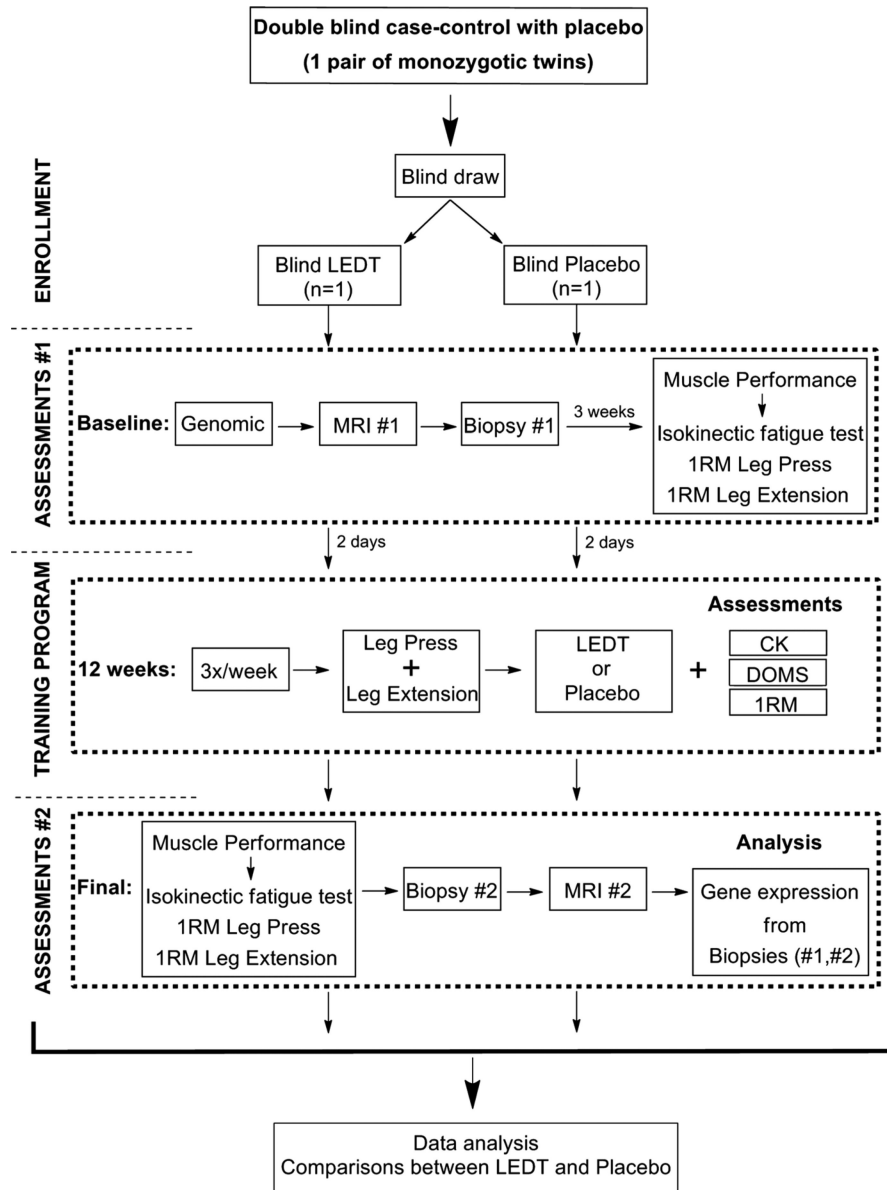 Double blind case-control with placebo
(1 pair of monozygotic twins)
ENROLLMENT
Blind draw
Blind LEDT
(n=1)
Blind Placebo
(n=1)
ASSESSMENTS #1
Baseline:
Genomic
MRI #1
Biopsy #1
3 weeks
Muscle Performance
Isokinectic fatigue test
1RM Leg Press
1RM Leg Extension
2 days
2 days
TRAINING PROGRAM
12 weeks:
3x/week
Leg Press
+
Leg Extension
LEDT
or
Placebo
+
Assessments
CK
DOMS
1RM
ASSESSMENTS #2
Final:
Muscle Performance
Isokinectic fatigue test
1RM Leg Press
1RM Leg Extension
Biopsy #2
MRI #2
Analysis
Gene expression
from
Biopsies (#1,#2)
Data analysis
Comparisons between LEDT and Placebo